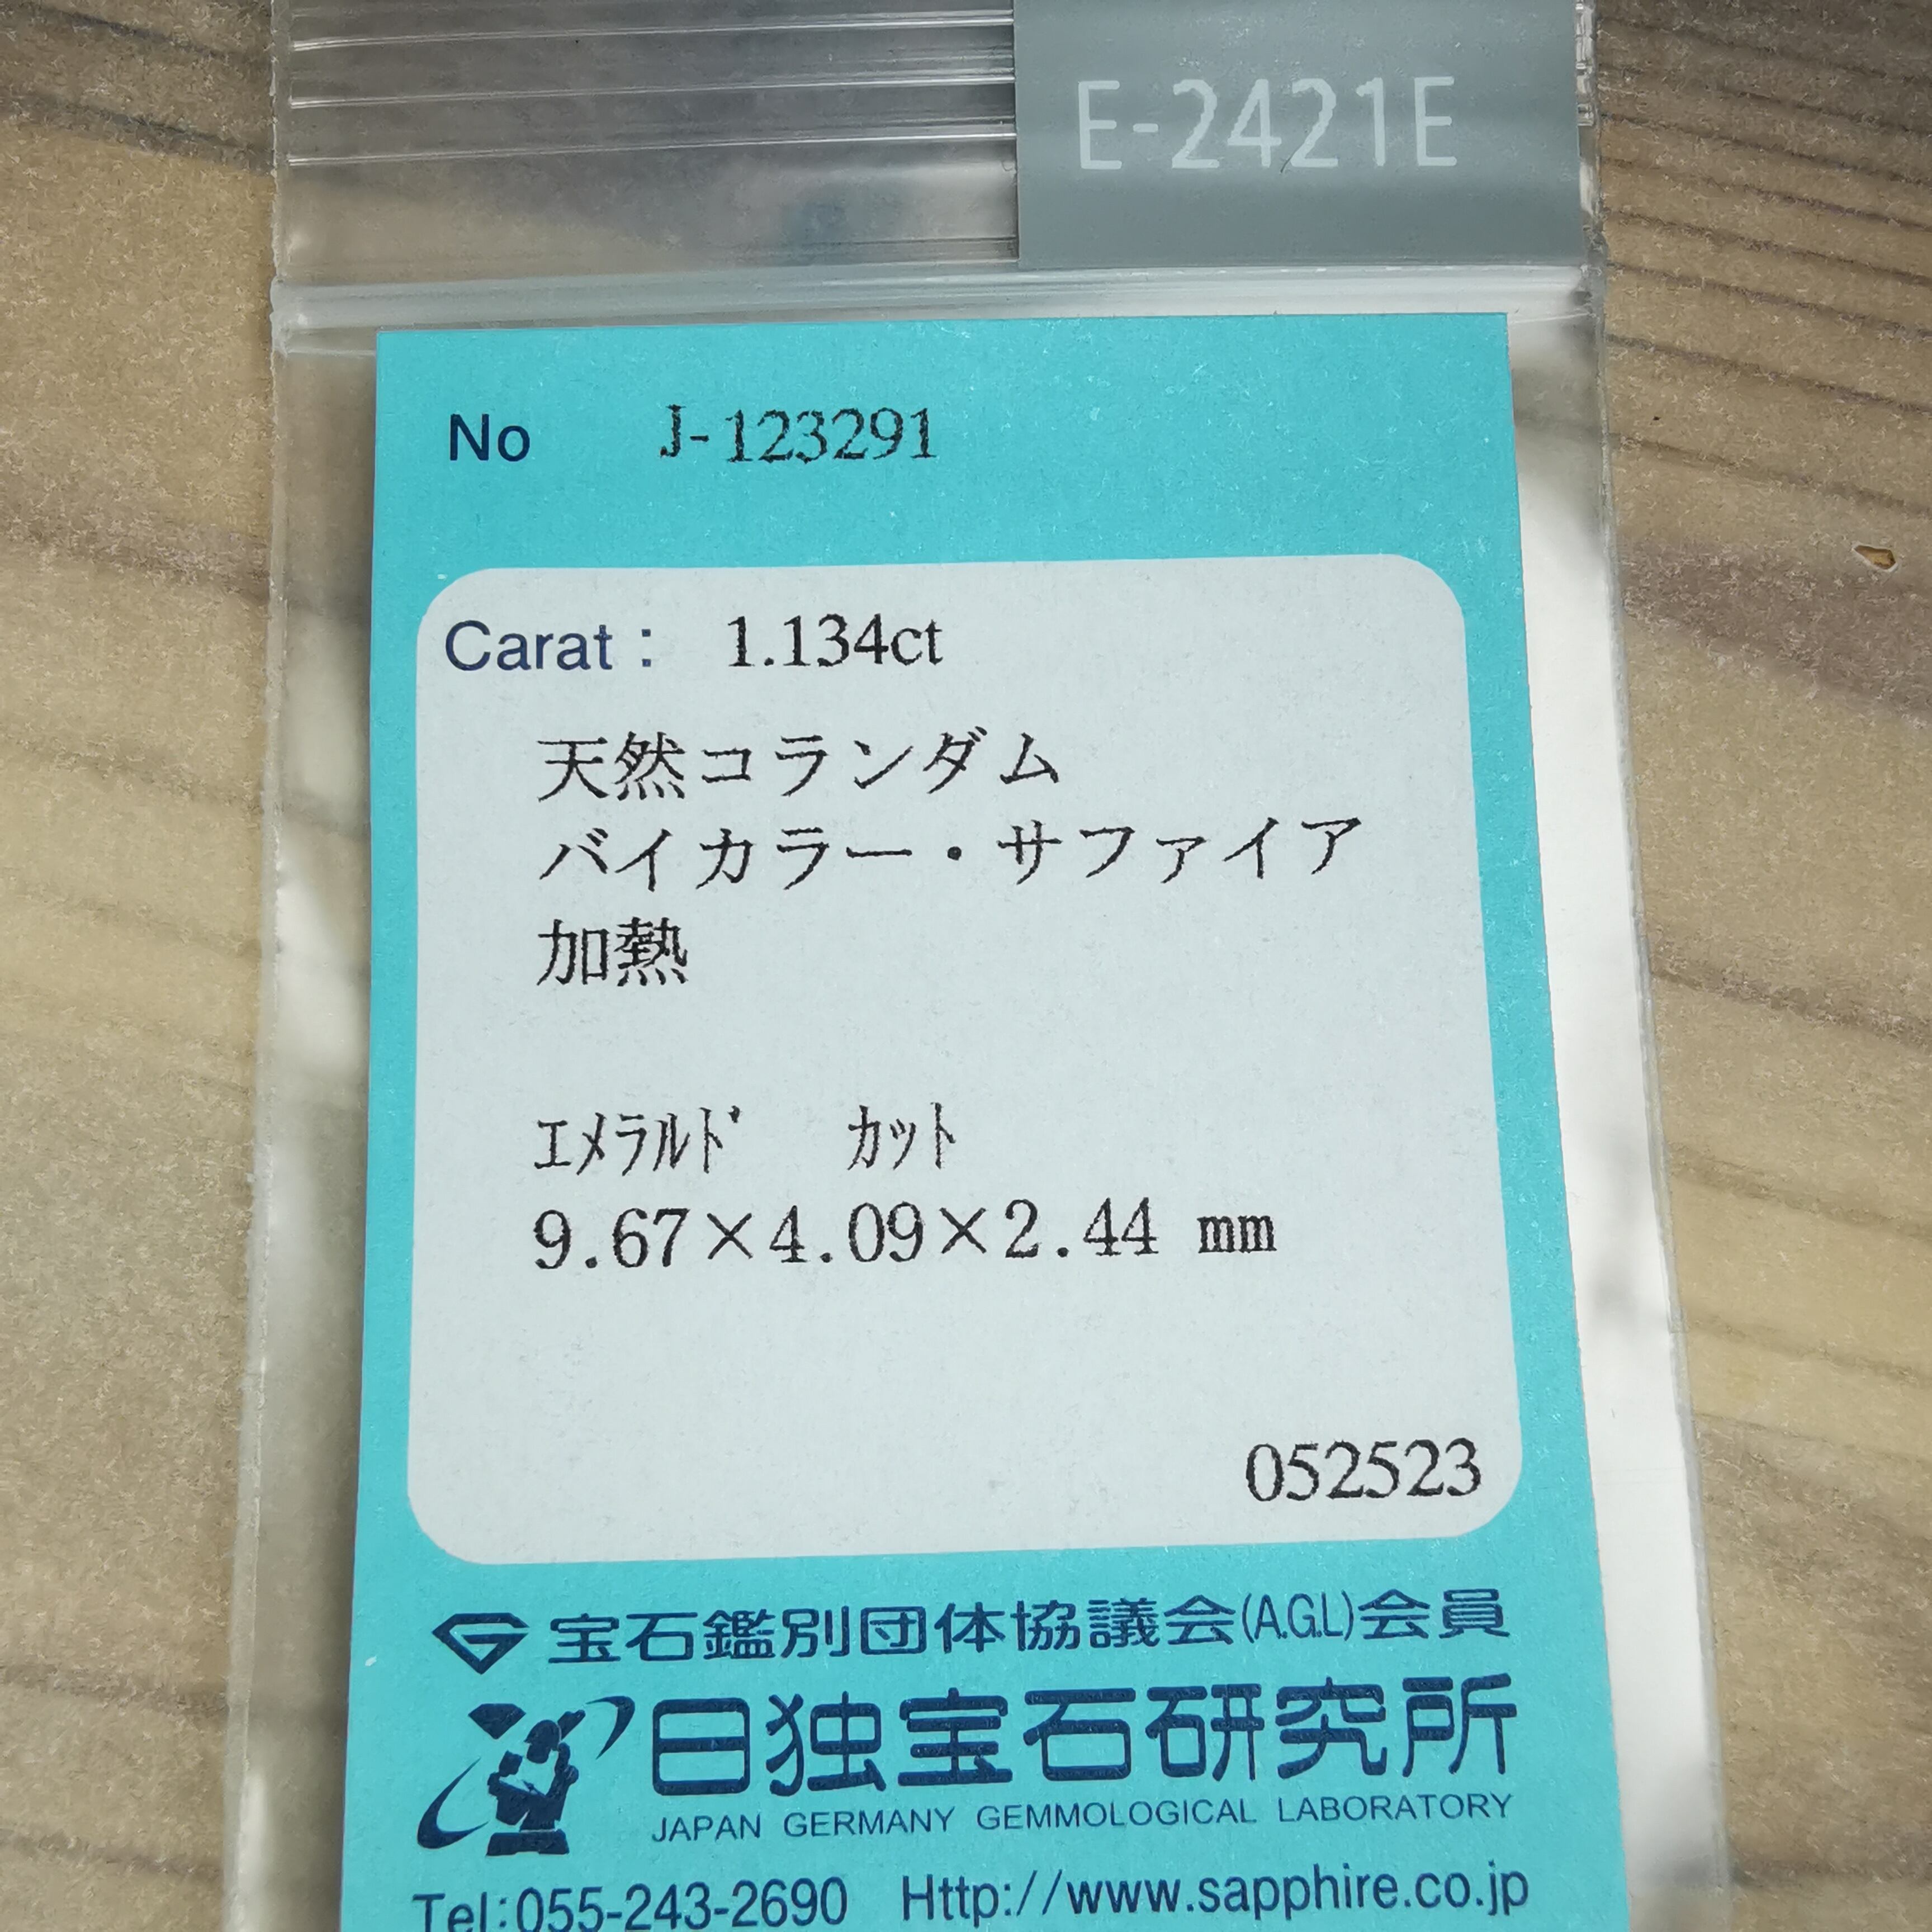 E-2421E
No J-123291
Carat : 1.134ct
天然コランダム
バイカラー・サファイア
加熱
ｴﾒﾗﾙﾄﾞ ｶｯﾄ
9.67×4.09×2.44 mm
052523
宝石鑑別団体協議会(A.G.L)会員
日独宝石研究所
JAPAN GERMANY GEMMOLOGICAL LABORATORY
Tel:055-243-2690 Http://www.sapphire.co.jp